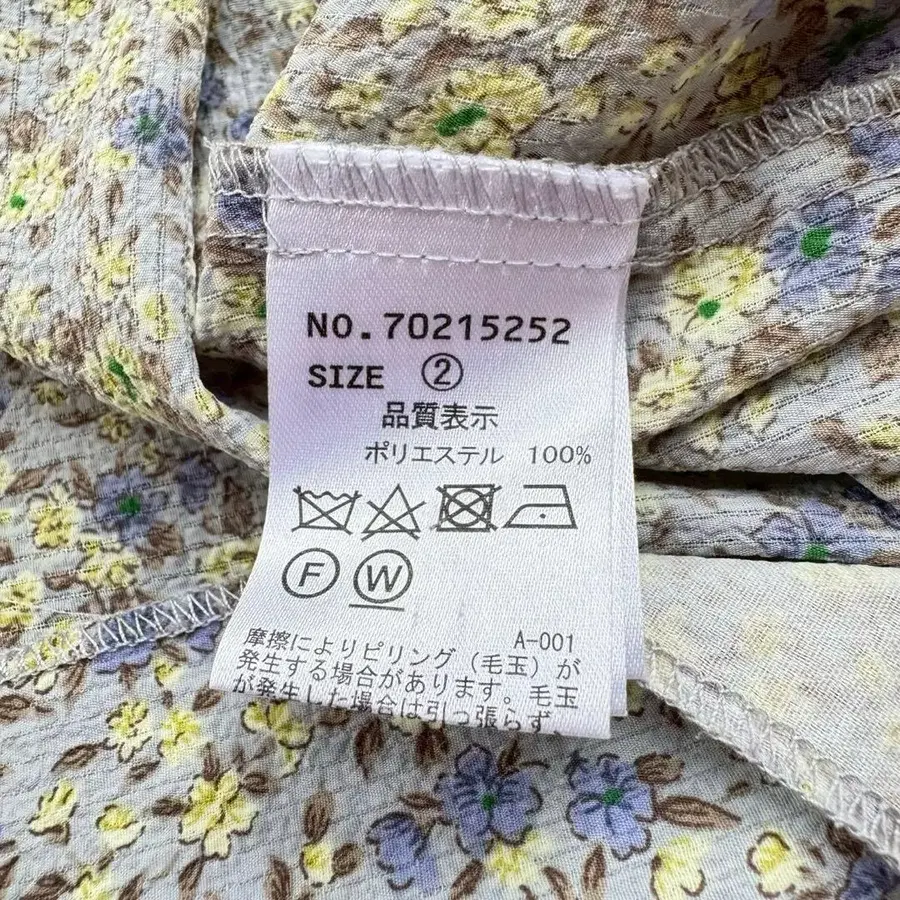 NO.70215252
SIZE ②
品質表示
ポリエステル 100%
F W
A-001
摩擦によりピリング(毛玉)が
発生する場合があります。毛玉
が発生した場合は引っ張らず、